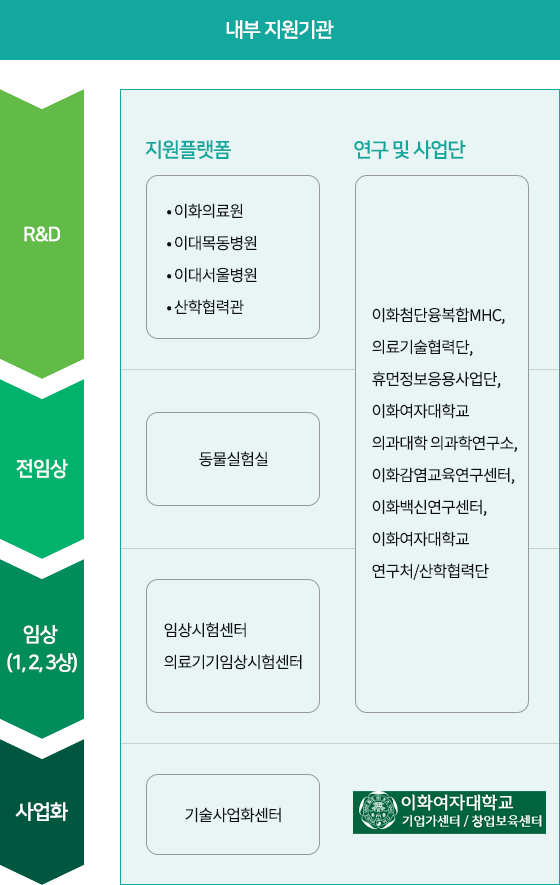 내부 지원기관
지원플랫폼
연구 및 사업단
R&D
• 이화의료원
• 이대목동병원
• 이대서울병원
• 산학협력관
이화첨단융복합MHC,
의료기술협력단,
휴먼정보응용사업단,
이화여자대학교
의과대학 의과학연구소,
이화감염교육연구센터,
이화백신연구센터,
이화여자대학교
연구처/산학협력단
전임상
동물실험실
임상
(1, 2, 3상)
임상시험센터
의료기기임상시험센터
사업화
기술사업화센터
이화여자대학교
기업가센터 / 창업보육센터